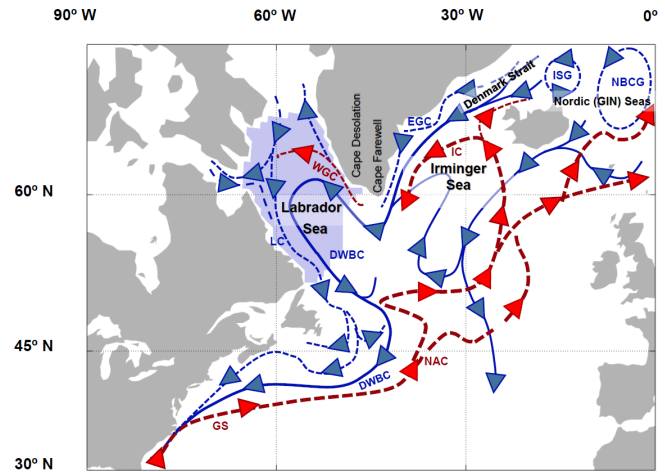 90° W
60° W
30° W
0°
Denmark Strait
ISG
NBCG
Nordic (GIN) Seas
EGC
Cape Desolation
Cape Farewell
WGC
IC
Irminger
Sea
60° N
Labrador
Sea
LC
DWBC
45° N
NAC
DWBC
GS
30° N